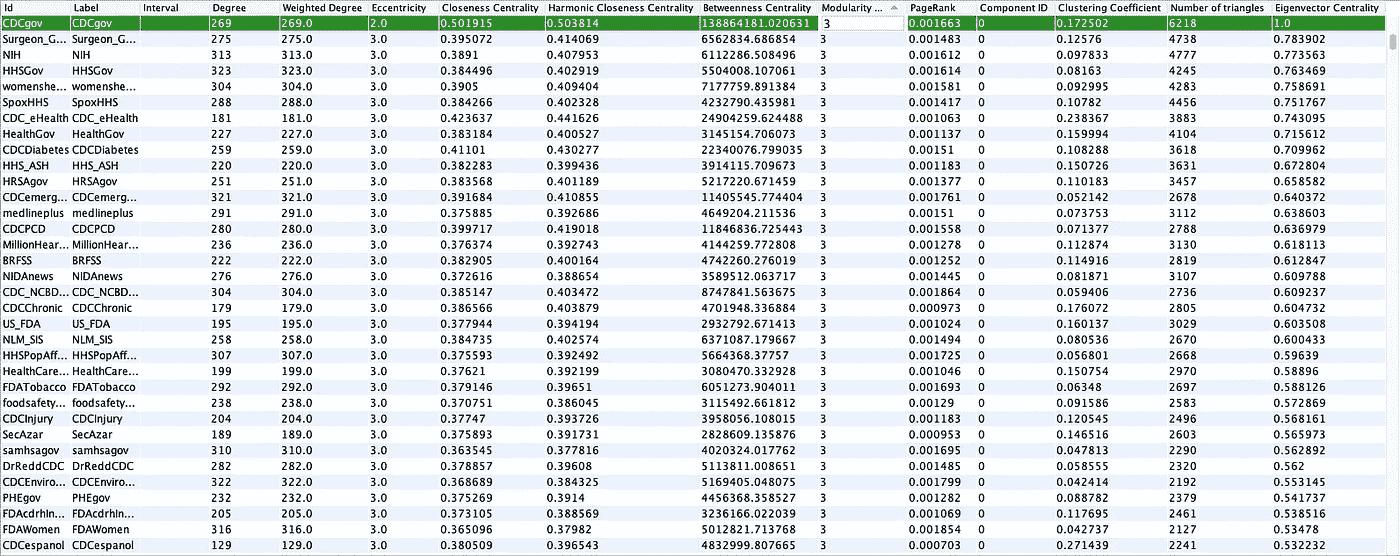 Id Label Interval Degree Weighted Degree Eccentricity Closeness Centrality Harmonic Closeness Centrality Betweenness Centrality Modularity ... PageRank Component ID Clustering Coefficient Number of triangles Eigenvector Centrality
CDCgov CDCgov 269 269.0 2.0 0.501915 0.503814 138864181.020631 3 0.001663 0 0.172502 6218 1.0
Surgeon_G... Surgeon_G... 275 275.0 3.0 0.395072 0.414069 6562834.686854 3 0.001483 0 0.12576 4738 0.783902
NIH NIH 313 313.0 3.0 0.3891 0.407953 6112286.508496 3 0.001612 0 0.097833 4777 0.773563
HHSGov HHSGov 323 323.0 3.0 0.384496 0.402919 5504008.107061 3 0.001614 0 0.08163 4245 0.763469
womenshe... womenshe... 304 304.0 3.0 0.3905 0.409404 7177759.891384 3 0.001581 0 0.092995 4283 0.758691
SpoxHHS SpoxHHS 288 288.0 3.0 0.384266 0.402328 4232790.435981 3 0.001417 0 0.10782 4456 0.751767
CDC_eHealth CDC_eHealth 181 181.0 3.0 0.423637 0.441626 24904259.624488 3 0.001063 0 0.238367 3883 0.743095
HealthGov HealthGov 227 227.0 3.0 0.383184 0.400527 3145154.706073 3 0.001137 0 0.159994 4104 0.715612
CDCDiabetes CDCDiabetes 259 259.0 3.0 0.41101 0.430277 22340076.799035 3 0.00151 0 0.108288 3618 0.709962
HHS_ASH HHS_ASH 220 220.0 3.0 0.382283 0.399436 3914115.709673 3 0.001183 0 0.150726 3631 0.672804
HRSAgov HRSAgov 251 251.0 3.0 0.383568 0.401189 5217220.671459 3 0.001377 0 0.110183 3457 0.658582
CDCemerg... CDCemerg... 321 321.0 3.0 0.391684 0.410855 11405545.774404 3 0.001761 0 0.052142 2678 0.640372
medlineplus medlineplus 291 291.0 3.0 0.375885 0.392686 4649204.211536 3 0.00151 0 0.073753 3112 0.638603
CDCPCD CDCPCD 280 280.0 3.0 0.399717 0.419018 11846836.725443 3 0.001558 0 0.071377 2788 0.636979
MillionHear... MillionHear... 236 236.0 3.0 0.376374 0.392743 4144259.772808 3 0.001278 0 0.112874 3130 0.618113
BRFSS BRFSS 222 222.0 3.0 0.382905 0.400164 4742260.276019 3 0.001252 0 0.114916 2819 0.612847
NIDAnews NIDAnews 276 276.0 3.0 0.372616 0.388654 3589512.063717 3 0.001445 0 0.081871 3107 0.609788
CDC_NCBD... CDC_NCBD... 304 304.0 3.0 0.385147 0.403472 8747841.563675 3 0.001864 0 0.059406 2736 0.609237
CDCChronic CDCChronic 179 179.0 3.0 0.386566 0.403879 4701948.336884 3 0.000973 0 0.176072 2805 0.604732
US_FDA US_FDA 195 195.0 3.0 0.377944 0.394194 2932792.671413 3 0.001024 0 0.160137 3029 0.603508
NLM_SIS NLM_SIS 258 258.0 3.0 0.384735 0.402574 6371087.179667 3 0.001494 0 0.080536 2670 0.600433
HHSPopAff... HHSPopAff... 307 307.0 3.0 0.375593 0.392492 5664368.37757 3 0.001725 0 0.056801 2668 0.59639
HealthCare... HealthCare... 199 199.0 3.0 0.37621 0.392199 3080470.332928 3 0.001046 0 0.150754 2970 0.58896
FDATobacco FDATobacco 292 292.0 3.0 0.379146 0.39651 6051273.904011 3 0.001693 0 0.06348 2697 0.588126
foodsafety... foodsafety... 238 238.0 3.0 0.370751 0.386045 3115492.661812 3 0.00129 0 0.091586 2583 0.572869
CDCInjury CDCInjury 204 204.0 3.0 0.37747 0.393726 3958056.108015 3 0.001183 0 0.120545 2496 0.568161
SecAzar SecAzar 189 189.0 3.0 0.375893 0.391731 2828609.135876 3 0.000953 0 0.146516 2603 0.565973
samhsagov samhsagov 310 310.0 3.0 0.363545 0.377816 4020324.017762 3 0.001695 0 0.047813 2290 0.562892
DrReddCDC DrReddCDC 282 282.0 3.0 0.378857 0.39608 5113811.008651 3 0.001485 0 0.058555 2320 0.562
CDCEnviro... CDCEnviro... 322 322.0 3.0 0.368689 0.384325 5169405.048075 3 0.001799 0 0.042414 2192 0.553145
PHEgov PHEgov 232 232.0 3.0 0.375269 0.3914 4456368.358527 3 0.001282 0 0.088782 2379 0.541737
FDAcdrhIn... FDAcdrhIn... 205 205.0 3.0 0.373105 0.388569 3236166.022039 3 0.001069 0 0.117695 2461 0.538516
FDAWomen FDAWomen 316 316.0 3.0 0.365096 0.37982 5012821.713768 3 0.001854 0 0.042737 2127 0.53478
CDCespanol CDCespanol 129 129.0 3.0 0.380509 0.396543 4832999.807665 3 0.000703 0 0.271439 2241 0.532232